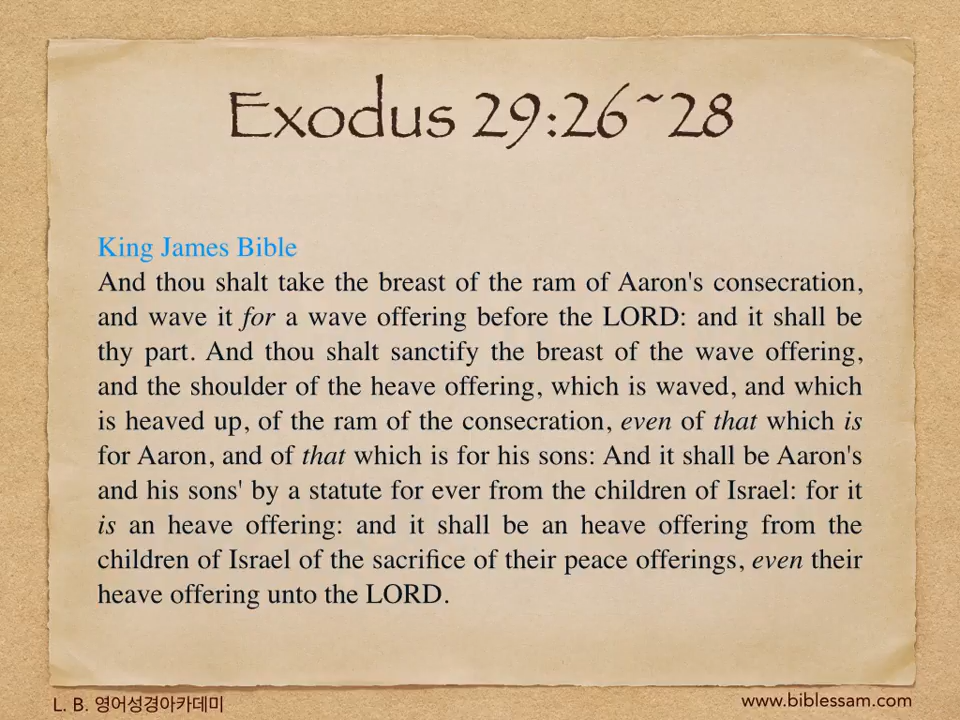 Exodus 29:26~28
King James Bible
And thou shalt take the breast of the ram of Aaron's consecration,
and wave it for a wave offering before the LORD: and it shall be
thy part. And thou shalt sanctify the breast of the wave offering,
and the shoulder of the heave offering, which is waved, and which
is heaved up, of the ram of the consecration, even of that which is
for Aaron, and of that which is for his sons: And it shall be Aaron's
and his sons' by a statute for ever from the children of Israel: for it
is an heave offering: and it shall be an heave offering from the
children of Israel of the sacrifice of their peace offerings, even their
heave offering unto the LORD.
L. B. 영어성경아카데미
www.biblessam.com